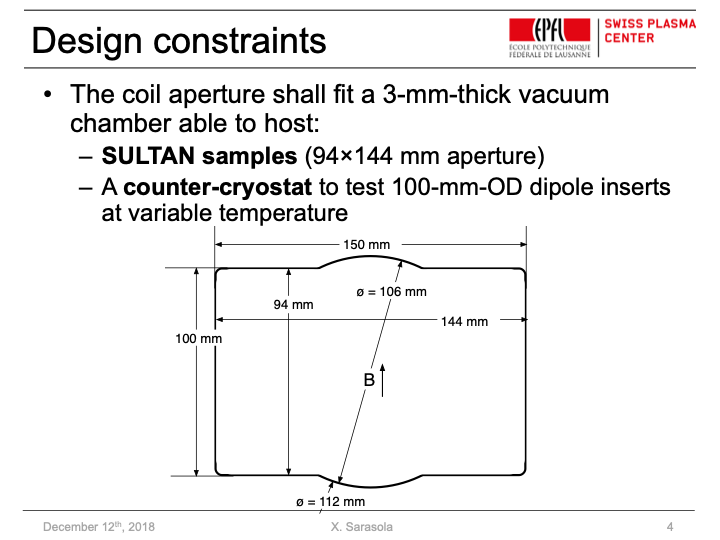 Design constraints
EPFL
ÉCOLE POLYTECHNIQUE
FÉDÉRALE DE LAUSANNE
SWISS PLASMA
CENTER
• The coil aperture shall fit a 3-mm-thick vacuum
chamber able to host:
– SULTAN samples (94×144 mm aperture)
– A counter-cryostat to test 100-mm-OD dipole inserts
at variable temperature
150 mm
ø = 106 mm
94 mm
144 mm
100 mm
B
ø = 112 mm
December 12th, 2018
X. Sarasola
4